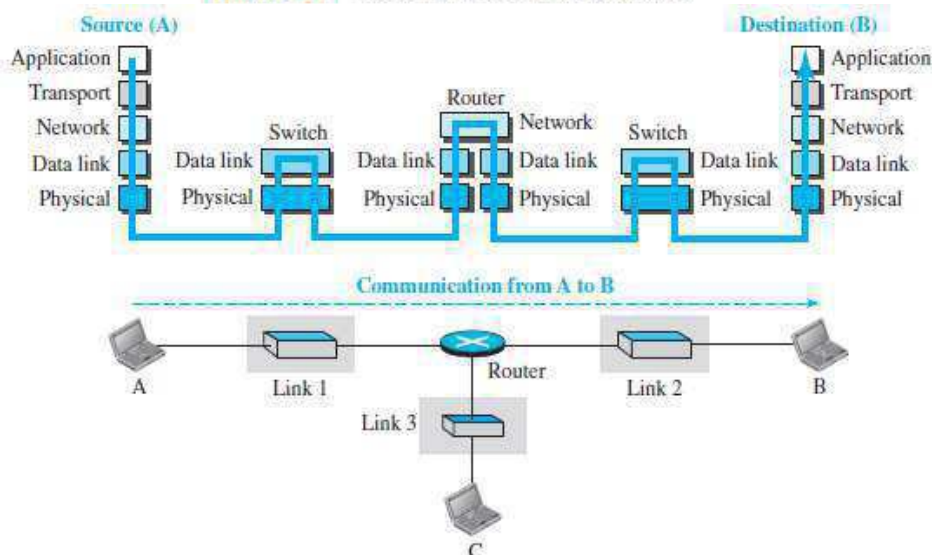 Source (A)
Destination (B)
Application
Application
Transport
Transport
Router
Network
Switch
Network
Switch
Network
Data link
Data link
Data link
Data link
Data link
Data link
Physical
Physical
Physical
Physical
Physical
Physical
Communication from A to B
A
Link 1
Router
Link 2
B
Link 3
C